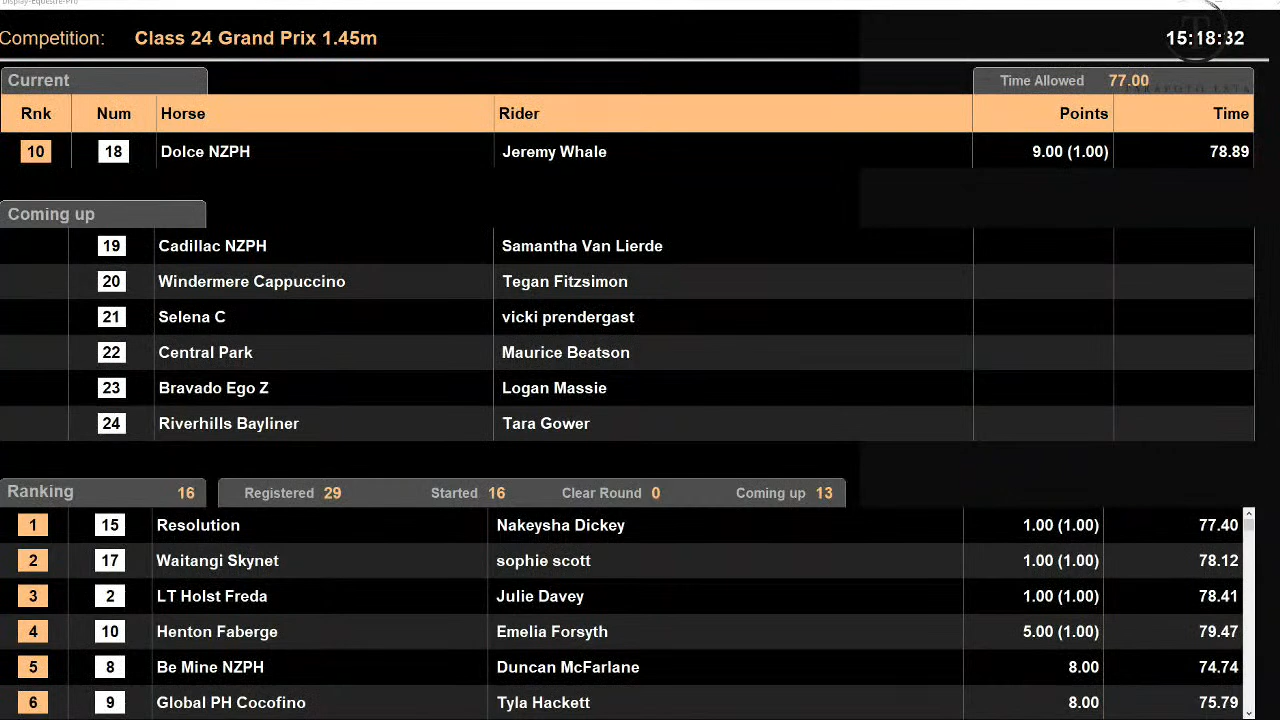 Display-Equestre-Pro
Competition: Class 24 Grand Prix 1.45m 15:18:32
Current Time Allowed 77.00
Rnk Num Horse Rider Points Time
10 18 Dolce NZPH Jeremy Whale 9.00 (1.00) 78.89
Coming up
19 Cadillac NZPH Samantha Van Lierde
20 Windermere Cappuccino Tegan Fitzsimon
21 Selena C vicki prendergast
22 Central Park Maurice Beatson
23 Bravado Ego Z Logan Massie
24 Riverhills Bayliner Tara Gower
Ranking 16 Registered 29 Started 16 Clear Round 0 Coming up 13
1 15 Resolution Nakeysha Dickey 1.00 (1.00) 77.40
2 17 Waitangi Skynet sophie scott 1.00 (1.00) 78.12
3 2 LT Holst Freda Julie Davey 1.00 (1.00) 78.41
4 10 Henton Faberge Emelia Forsyth 5.00 (1.00) 79.47
5 8 Be Mine NZPH Duncan McFarlane 8.00 74.74
6 9 Global PH Cocofino Tyla Hackett 8.00 75.79